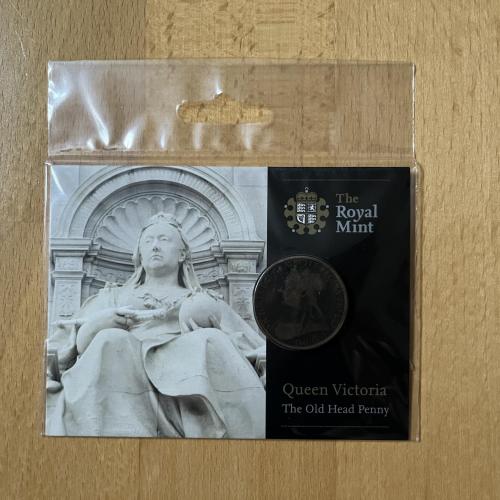 The
Royal
Mint
Queen Victoria
The Old Head Penny